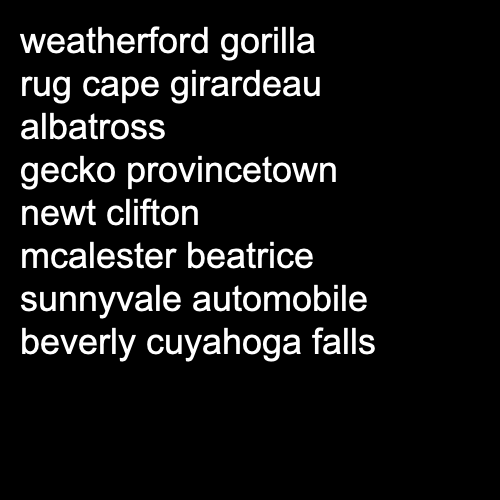 weatherford gorilla
rug cape girardeau
albatross
gecko provincetown
newt clifton
mcalester beatrice
sunnyvale automobile
beverly cuyahoga falls